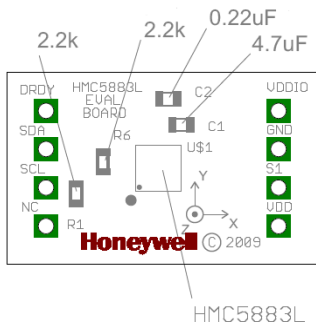 2.2k
2.2k
0.22uF
4.7uF
DRDY
HMC5883L
EVAL
BOARD
C2
VDDIO
SDA
R6
C1
GND
U$1
SCL
S1
Y
NC
R1
Z
X
VDD
Honeywell © 2009
HMC5883L